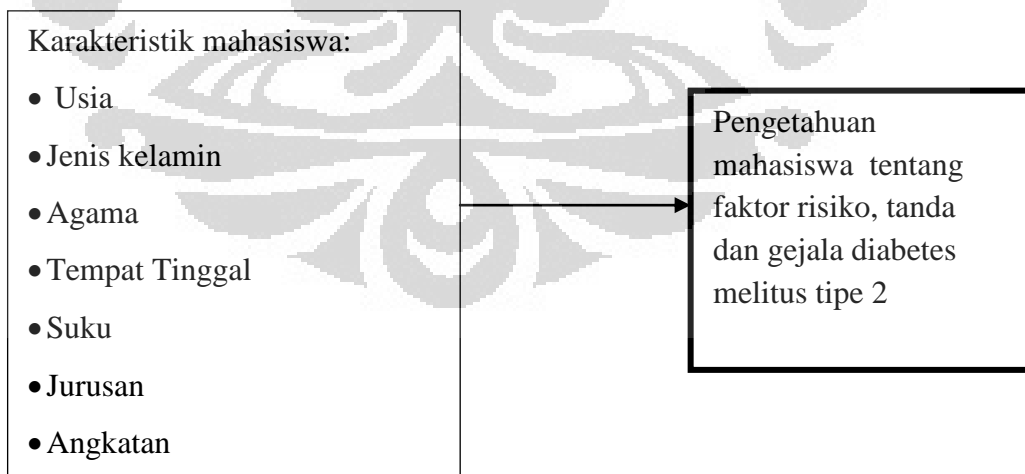 Karakteristik mahasiswa:
• Usia
• Jenis kelamin
• Agama
• Tempat Tinggal
• Suku
• Jurusan
• Angkatan
Pengetahuan
mahasiswa tentang
faktor risiko, tanda
dan gejala diabetes
melitus tipe 2